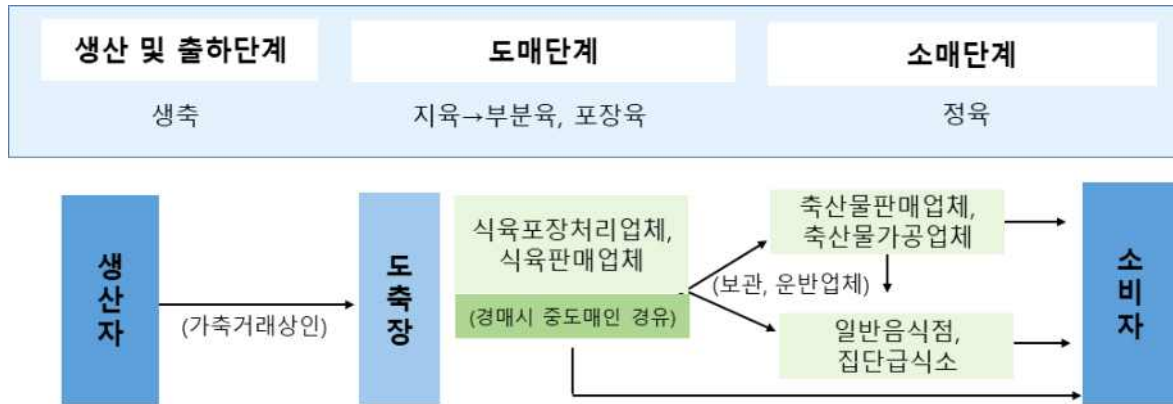 생산 및 출하단계
도매단계
소매단계
생축
지육→부분육, 포장육
정육
생산자
(가축거래상인)
도축장
식육포장처리업체,
식육판매업체
(경매시 중도매인 경유)
(보관, 운반업체)
축산물판매업체,
축산물가공업체
일반음식점,
집단급식소
소비자